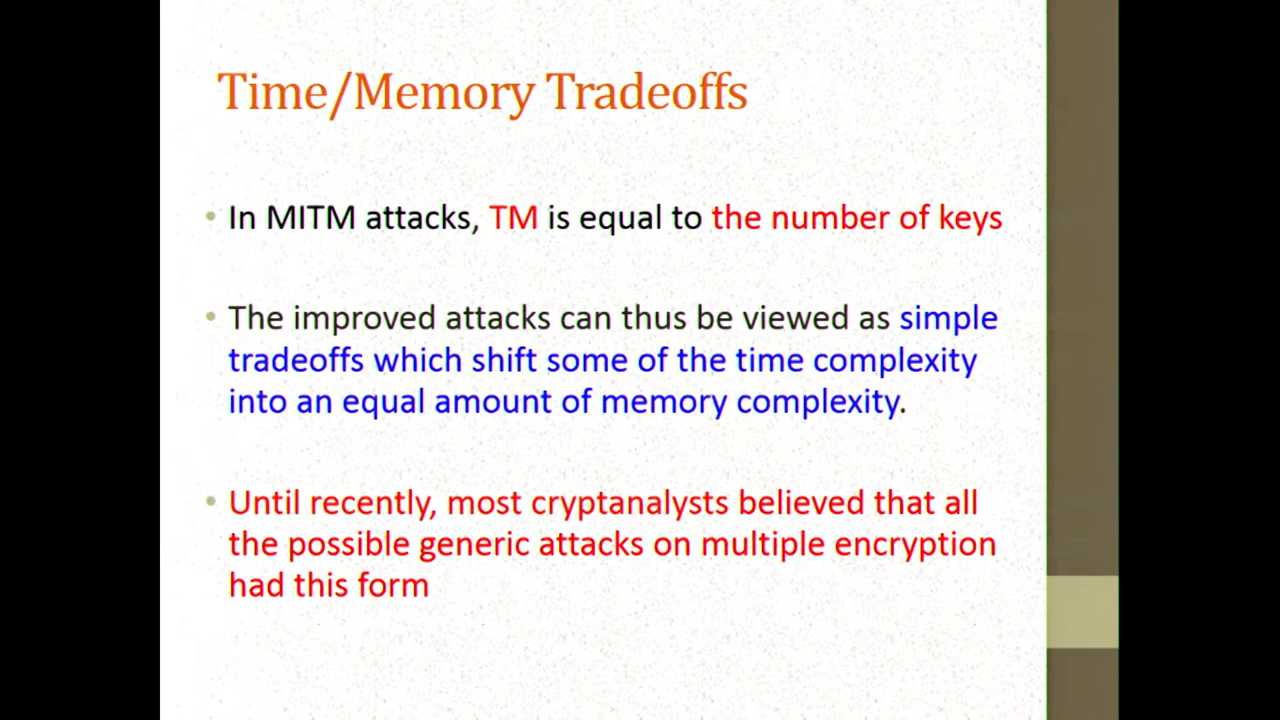 Time/Memory Tradeoffs
• In MITM attacks, TM is equal to the number of keys
• The improved attacks can thus be viewed as simple
tradeoffs which shift some of the time complexity
into an equal amount of memory complexity.
• Until recently, most cryptanalysts believed that all
the possible generic attacks on multiple encryption
had this form